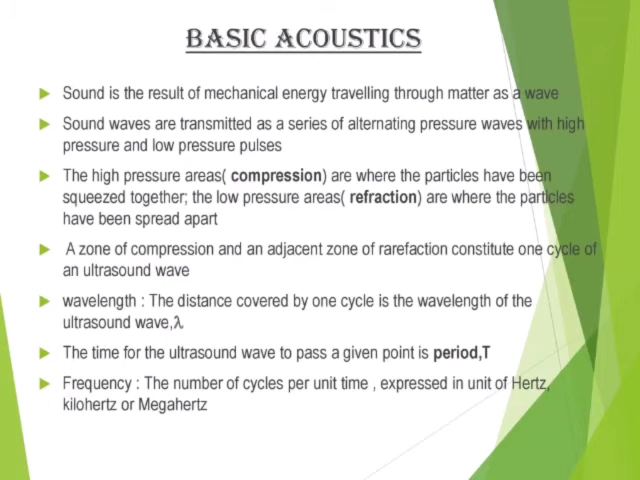 BASIC ACOUSTICS
Sound is the result of mechanical energy travelling through matter as a wave
Sound waves are transmitted as a series of alternating pressure waves with high
pressure and low pressure pulses
The high pressure areas( compression) are where the particles have been
squeezed together; the low pressure areas( refraction) are where the particles
have been spread apart
A zone of compression and an adjacent zone of rarefaction constitute one cycle of
an ultrasound wave
wavelength : The distance covered by one cycle is the wavelength of the
ultrasound wave,λ
The time for the ultrasound wave to pass a given point is period,T
Frequency : The number of cycles per unit time , expressed in unit of Hertz,
kilohertz or Megahertz